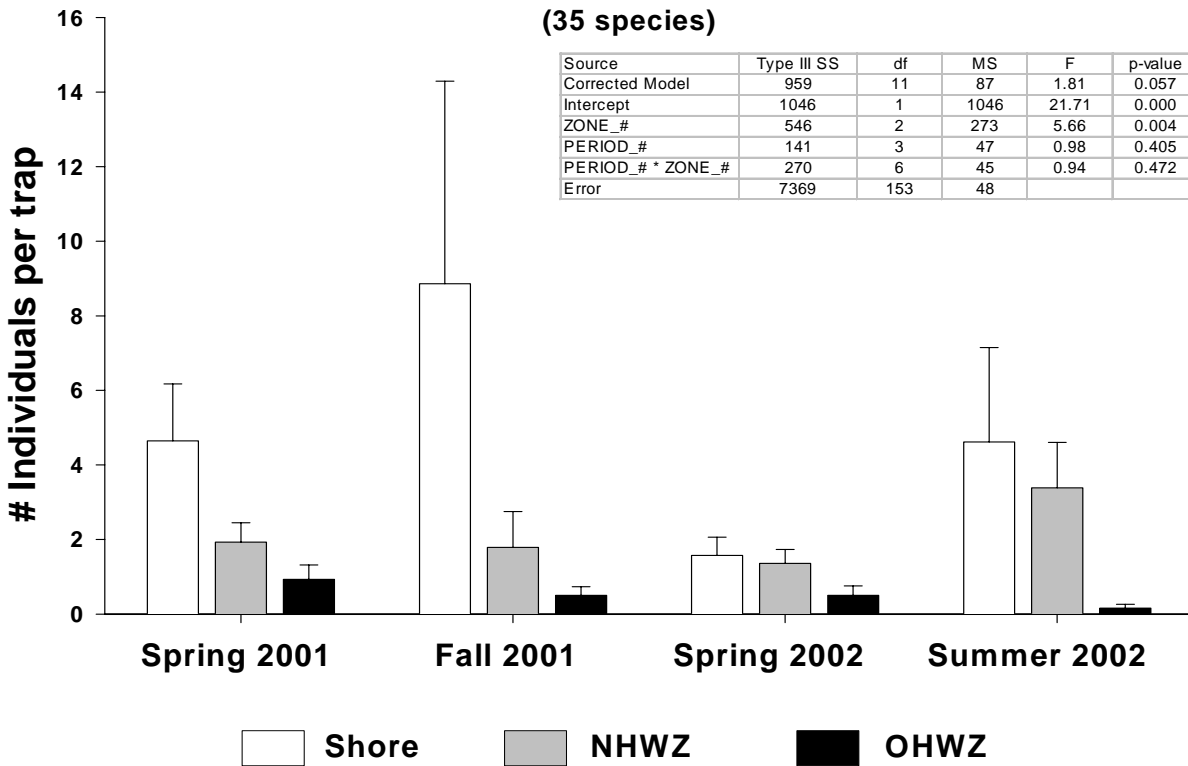 (35 species)
Source Type III SS df MS F p-value
Corrected Model 959 11 87 1.81 0.057
Intercept 1046 1 1046 21.71 0.000
ZONE_# 546 2 273 5.66 0.004
PERIOD_# 141 3 47 0.98 0.405
PERIOD_# * ZONE_# 270 6 45 0.94 0.472
Error 7369 153 48
# Individuals per trap
16
14
12
10
8
6
4
2
0
Spring 2001 Fall 2001 Spring 2002 Summer 2002
Shore NHWZ OHWZ